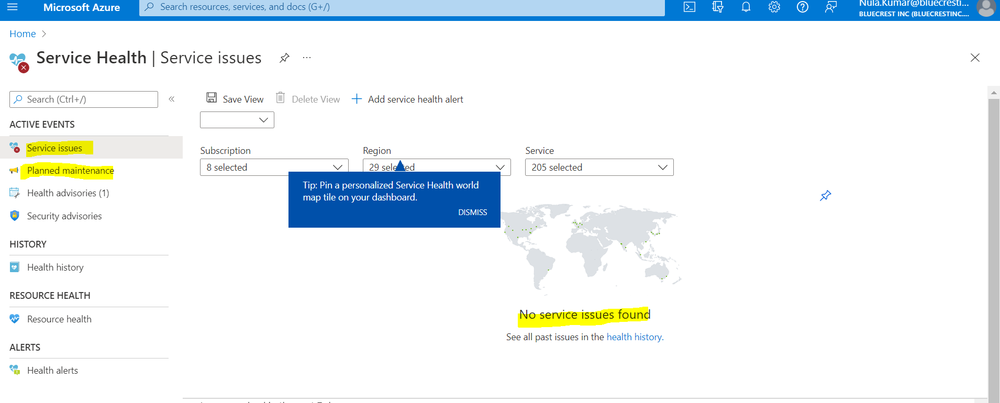 Microsoft Azure
Search resources, services, and docs (G+/)
Nula.Kumar@bluecresti...
BLUECREST INC (BLUECRESTINC....
Home
Service Health | Service issues
Search (Ctrl+/)
Save View
Delete View
Add service health alert
ACTIVE EVENTS
Service issues
Planned maintenance
Health advisories (1)
Security advisories
HISTORY
Health history
RESOURCE HEALTH
Resource health
ALERTS
Health alerts
Subscription
Region
Service
8 selected
29 selected
205 selected
Tip: Pin a personalized Service Health world
map tile on your dashboard.
DISMISS
No service issues found
See all past issues in the health history.